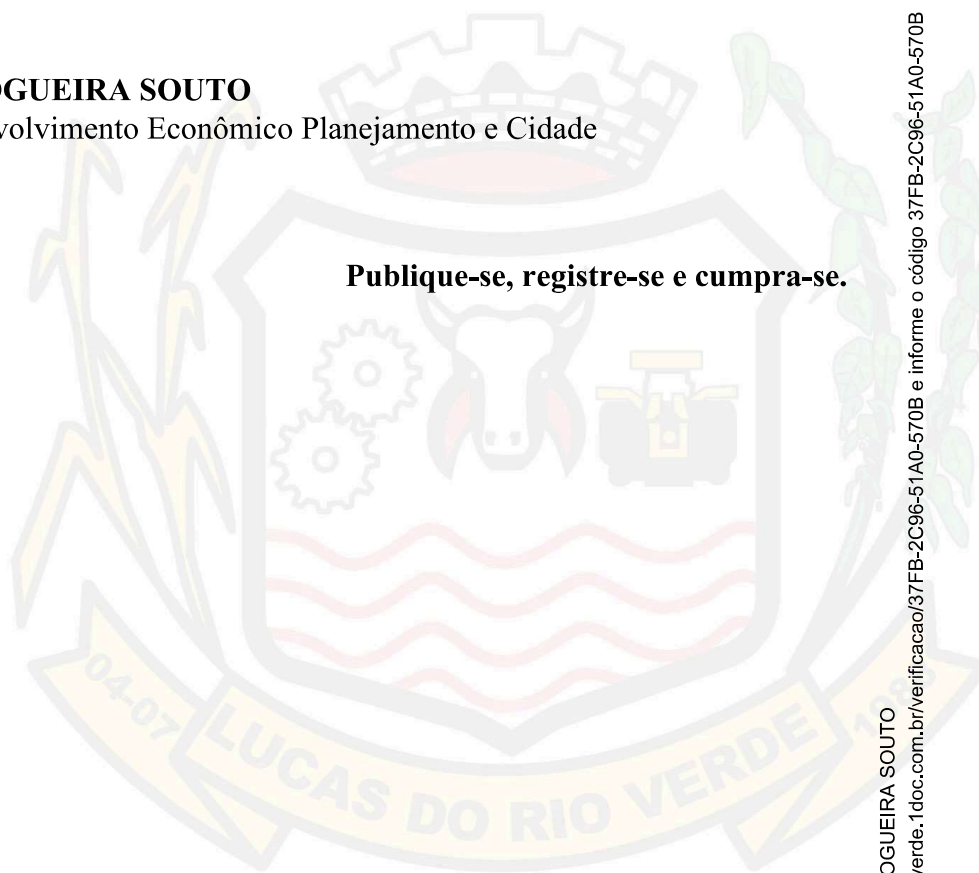 OGUEIRA SOUTO
volvimento Econômico Planejamento e Cidade
Publique-se, registre-se e cumpra-se.
04-07
LUCAS DO RIO VERDE
OGUEIRA SOUTO
verde.1doc.com.br/verificacao/37FB-2C96-51A0-570B e informe o código 37FB-2C96-51A0-570B